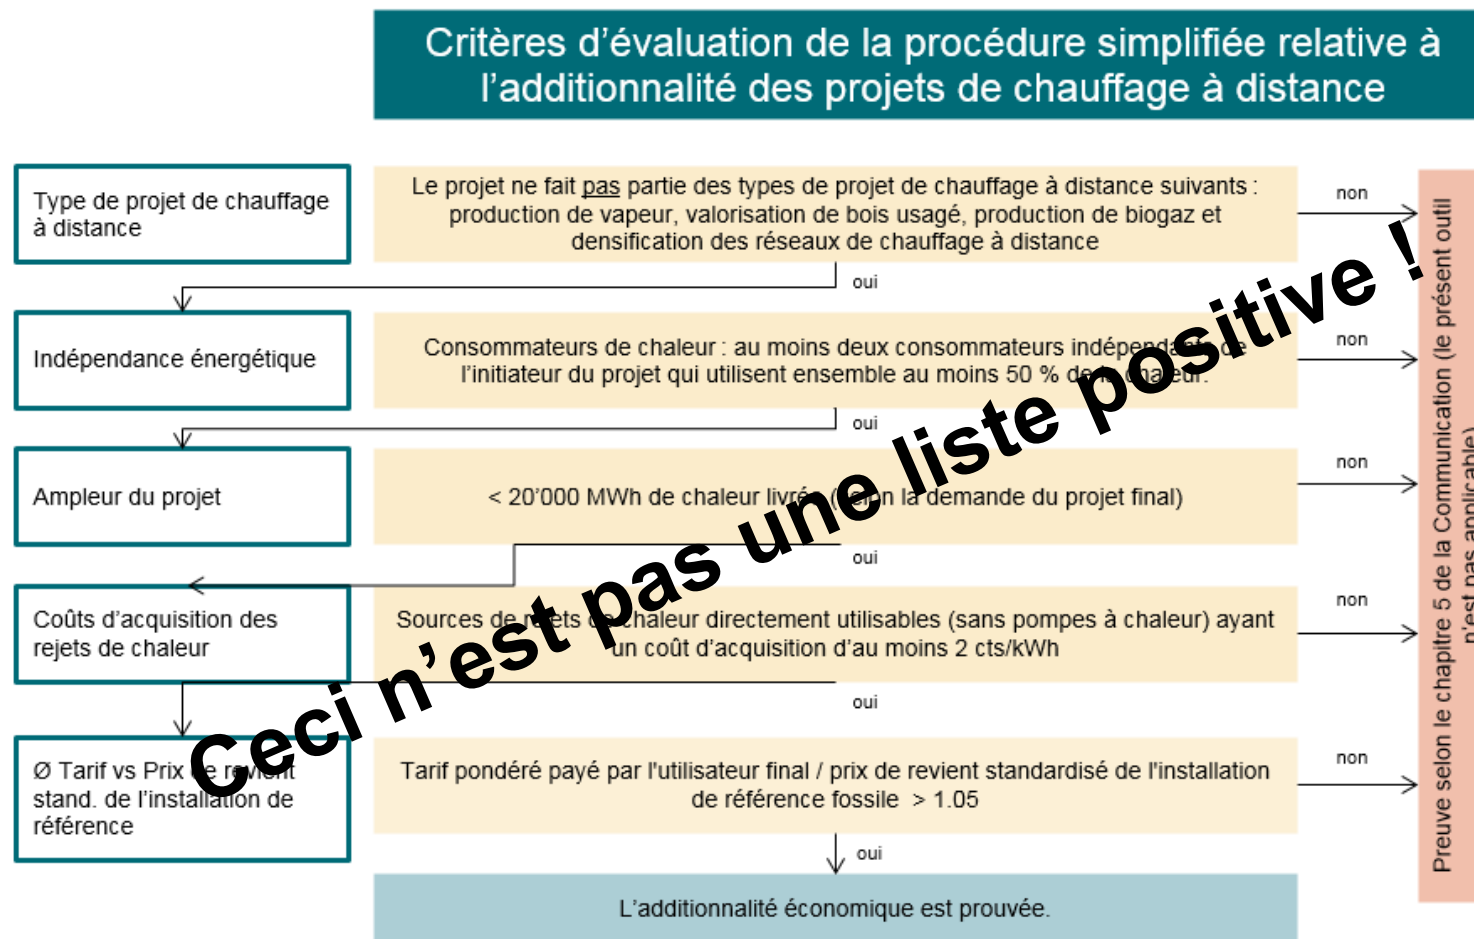 Critères d’évaluation de la procédure simplifiée relative à
l’additionnalité des projets de chauffage à distance
Type de projet de chauffage
à distance
Le projet ne fait pas partie des types de projet de chauffage à distance suivants :
production de vapeur, valorisation de bois usagé, production de biogaz et
densification des réseaux de chauffage à distance
non
oui
Indépendance énergétique
Consommateurs de chaleur : au moins deux consommateurs indépendants de
l’initiateur du projet qui utilisent ensemble au moins 50 % de la chaleur.
non
oui
Ampleur du projet
< 20’000 MWh de chaleur livrée (selon la demande du projet final)
non
oui
Coûts d’acquisition des
rejets de chaleur
Sources de rejets de chaleur directement utilisables (sans pompes à chaleur) ayant
un coût d’acquisition d’au moins 2 cts/kWh
non
oui
Ø Tarif vs Prix de revient
stand. de l’installation de
référence
Tarif pondéré payé par l'utilisateur final / prix de revient standardisé de l'installation
de référence fossile > 1.05
non
oui
L’additionnalité économique est prouvée.
Preuve selon le chapitre 5 de la Communication (le présent outil
n’est pas applicable)
Ceci n’est pas une liste positive !